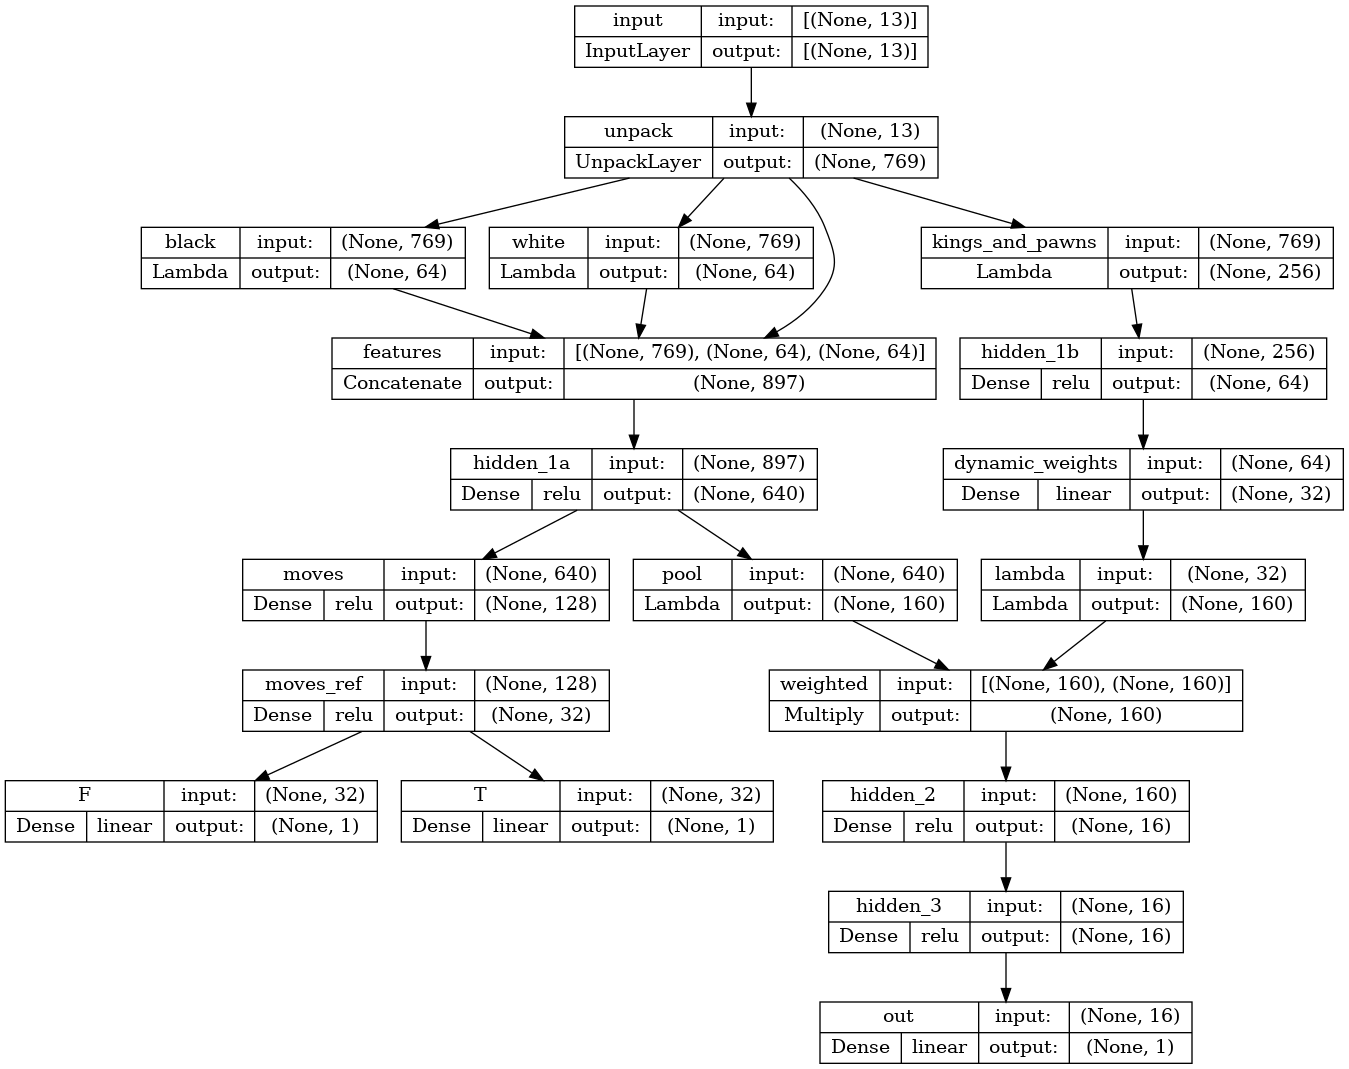 input input: [(None, 13)]
InputLayer output: [(None, 13)]
unpack input: (None, 13)
UnpackLayer output: (None, 769)
black input: (None, 769)
Lambda output: (None, 64)
white input: (None, 769)
Lambda output: (None, 64)
kings_and_pawns input: (None, 769)
Lambda output: (None, 256)
features input: [(None, 769), (None, 64), (None, 64)]
Concatenate output: (None, 897)
hidden_1b input: (None, 256)
Dense relu output: (None, 64)
hidden_1a input: (None, 897)
Dense relu output: (None, 640)
dynamic_weights input: (None, 64)
Dense linear output: (None, 32)
moves input: (None, 640)
Dense relu output: (None, 128)
pool input: (None, 640)
Lambda output: (None, 160)
lambda input: (None, 32)
Lambda output: (None, 160)
moves_ref input: (None, 128)
Dense relu output: (None, 32)
weighted input: [(None, 160), (None, 160)]
Multiply output: (None, 160)
F input: (None, 32)
Dense linear output: (None, 1)
T input: (None, 32)
Dense linear output: (None, 1)
hidden_2 input: (None, 160)
Dense relu output: (None, 16)
hidden_3 input: (None, 16)
Dense relu output: (None, 16)
out input: (None, 16)
Dense linear output: (None, 1)